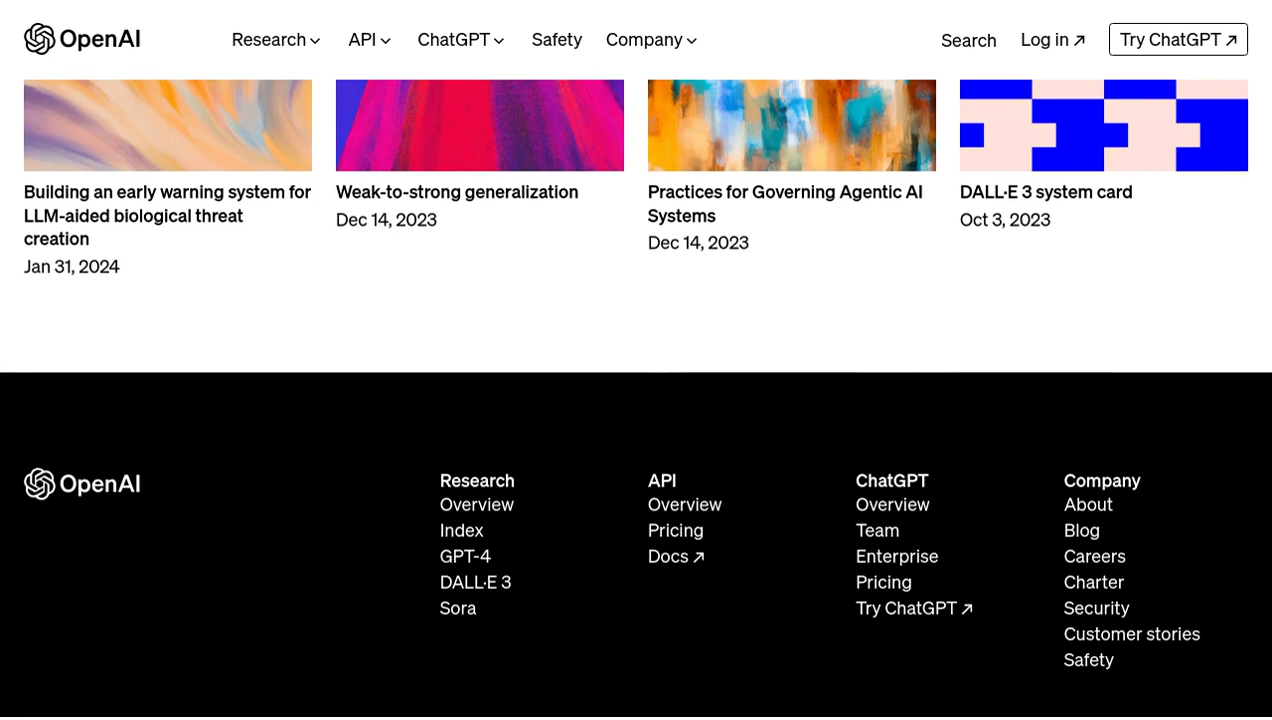 OpenAI
Research
API
ChatGPT
Safety
Company
Search
Log in ↗
Try ChatGPT ↗
Building an early warning system for
LLM-aided biological threat
creation
Jan 31, 2024
Weak-to-strong generalization
Dec 14, 2023
Practices for Governing Agentic AI
Systems
Dec 14, 2023
DALL·E 3 system card
Oct 3, 2023
OpenAI
Research
Overview
Index
GPT-4
DALL·E 3
Sora
API
Overview
Pricing
Docs ↗
ChatGPT
Overview
Team
Enterprise
Pricing
Try ChatGPT ↗
Company
About
Blog
Careers
Charter
Security
Customer stories
Safety